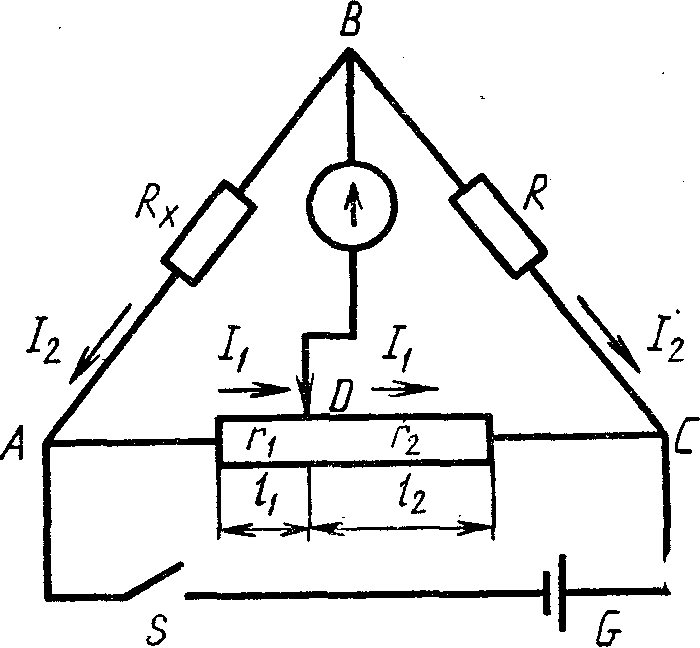 B
Rₓ R
I₂ I₁ I₁ I₂
D
A r₁ r₂ C
l₁ l₂
S G